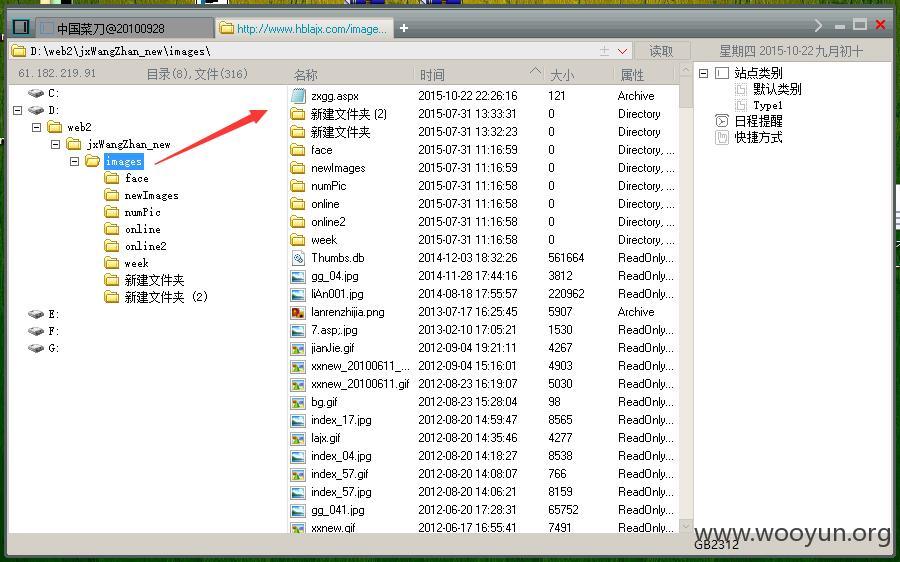 中国菜刀@20100928 http://www.hblajx.com/image... +
D:\web2\jxWangZhan_new\images\ 读取 星期四 2015-10-22 九月初十
61.182.219.91 目录(8),文件(316) 名称 时间 大小 属性
C:
D:
web2
jxWangZhan_new
images
face
newImages
numPic
online
online2
week
新建文件夹
新建文件夹 (2)
E:
F:
G:
zxgg.aspx 2015-10-22 22:26:16 121 Archive
新建文件夹 (2) 2015-07-31 13:33:31 0 Directory
新建文件夹 2015-07-31 13:32:23 0 Directory
face 2015-07-31 11:16:59 0 Directory, ...
newImages 2015-07-31 11:16:59 0 Directory, ...
numPic 2015-07-31 11:16:58 0 Directory, ...
online 2015-07-31 11:16:59 0 Directory, ...
online2 2015-07-31 11:16:58 0 Directory, ...
week 2015-07-31 11:16:58 0 Directory, ...
Thumbs.db 2014-12-03 18:32:26 561664 ReadOnly...
gg_04.jpg 2014-11-28 17:44:16 3812 ReadOnly...
liAn001.jpg 2014-08-18 17:55:57 220962 ReadOnly...
lanrenzhijia.png 2013-07-17 16:25:45 5907 Archive
7.asp;.jpg 2013-02-10 17:05:21 1530 ReadOnly...
jianJie.gif 2012-09-04 19:21:11 4267 ReadOnly...
xxnew_20100611_... 2012-09-04 15:16:01 4903 ReadOnly...
xxnew_20100611.gif 2012-08-23 16:19:07 5030 ReadOnly...
bg.gif 2012-08-23 15:28:04 98 ReadOnly...
index_17.jpg 2012-08-20 14:59:47 8565 ReadOnly...
lajx.gif 2012-08-20 14:35:46 4277 ReadOnly...
index_04.jpg 2012-08-20 14:18:27 8538 ReadOnly...
index_57.gif 2012-08-20 14:08:07 766 ReadOnly...
index_57.jpg 2012-08-20 14:06:21 8159 ReadOnly...
gg_041.jpg 2012-06-20 17:28:31 65752 ReadOnly...
xxnew.gif 2012-06-17 16:55:41 7491 ReadOnly...
站点类别
默认类别
Type1
日程提醒
快捷方式
www.wooyun.org
GB2312